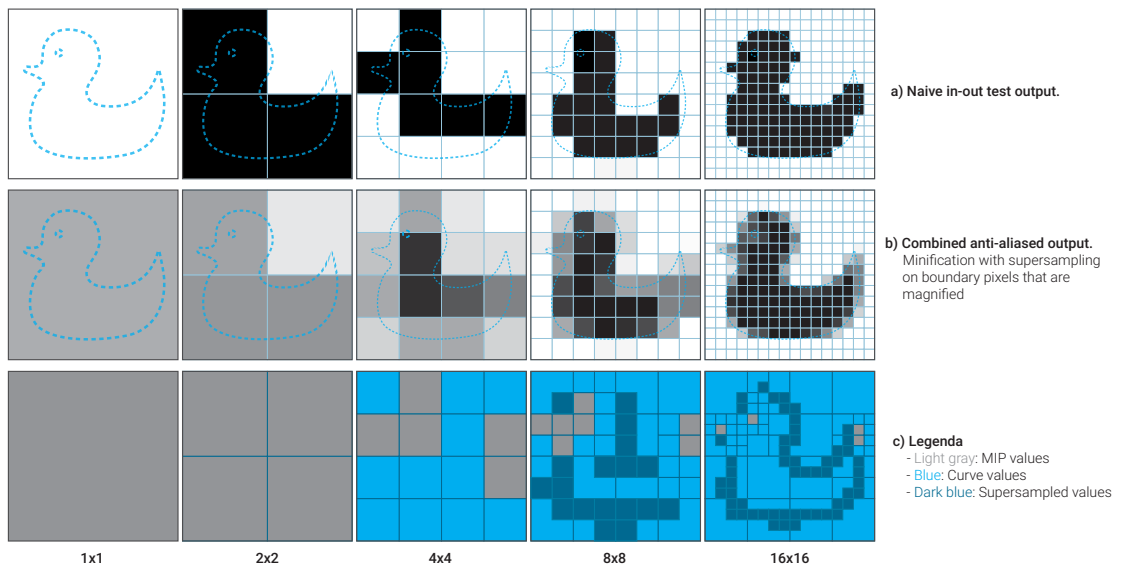 a) Naive in-out test output.
b) Combined anti-aliased output.
Minification with supersampling
on boundary pixels that are
magnified
c) Legenda
- Light gray: MIP values
- Blue: Curve values
- Dark blue: Supersampled values
1x1
2x2
4x4
8x8
16x16